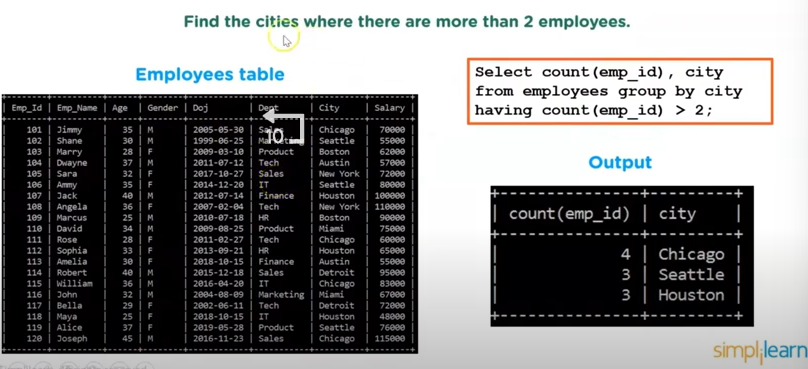 Find the cities where there are more than 2 employees.
Employees table
Emp_Id | Emp_Name | Age | Gender | Doj | Dept | City | Salary
101 | Jimmy | 35 | M | 2005-05-30 | Sales | Chicago | 70000
102 | Shane | 30 | M | 1999-06-25 | Marketing | Seattle | 55000
103 | Marry | 28 | F | 2009-03-10 | Product | Boston | 62000
104 | Dwayne | 37 | M | 2011-07-12 | Tech | Austin | 57000
105 | Sara | 32 | F | 2017-10-27 | Sales | New York | 72000
106 | Ammy | 35 | F | 2014-12-20 | IT | Seattle | 80000
107 | Jack | 40 | M | 2012-07-14 | Finance | Houston | 100000
108 | Angela | 36 | F | 2007-02-04 | Tech | New York | 110000
109 | Marcus | 25 | M | 2010-07-18 | HR | Boston | 90000
110 | David | 34 | M | 2009-08-25 | Product | Miami | 75000
111 | Rose | 28 | F | 2011-02-27 | Tech | Chicago | 60000
112 | Sophia | 33 | F | 2013-09-21 | HR | Houston | 65000
113 | Amelia | 30 | F | 2018-10-15 | Finance | Austin | 55000
114 | Robert | 40 | M | 2015-12-18 | Sales | Detroit | 95000
115 | William | 36 | M | 2016-04-20 | IT | Chicago | 83000
116 | John | 32 | M | 2004-08-09 | Marketing | Miami | 67000
117 | Bella | 29 | F | 2002-06-11 | Tech | Detroit | 72000
118 | Maya | 25 | F | 2018-10-15 | IT | Houston | 48000
119 | Alice | 37 | F | 2019-05-28 | Product | Seattle | 76000
120 | Joseph | 45 | M | 2016-11-23 | Sales | Chicago | 115000
10
Select count(emp_id), city
from employees group by city
having count(emp_id) > 2;
Output
count(emp_id) | city
4 | Chicago
3 | Seattle
3 | Houston
simplilearn